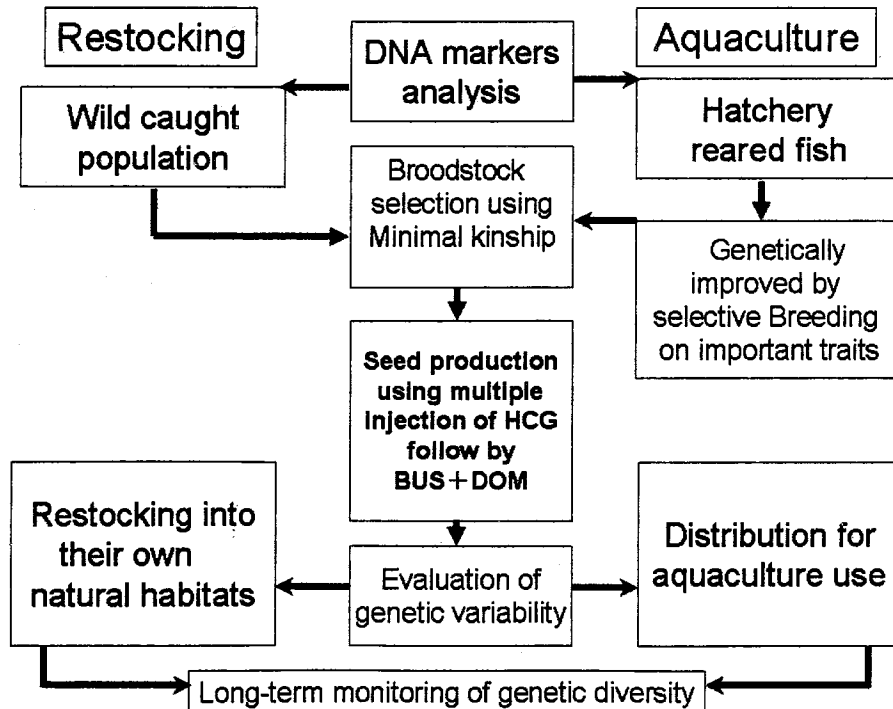 Restocking
DNA markers
analysis
Aquaculture
Wild caught
population
Hatchery
reared fish
Broodstock
selection using
Minimal kinship
Genetically
improved by
selective Breeding
on important traits
Seed production
using multiple
injection of HCG
follow by
BUS+DOM
Restocking into
their own
natural habitats
Evaluation of
genetic variability
Distribution for
aquaculture use
Long-term monitoring of genetic diversity